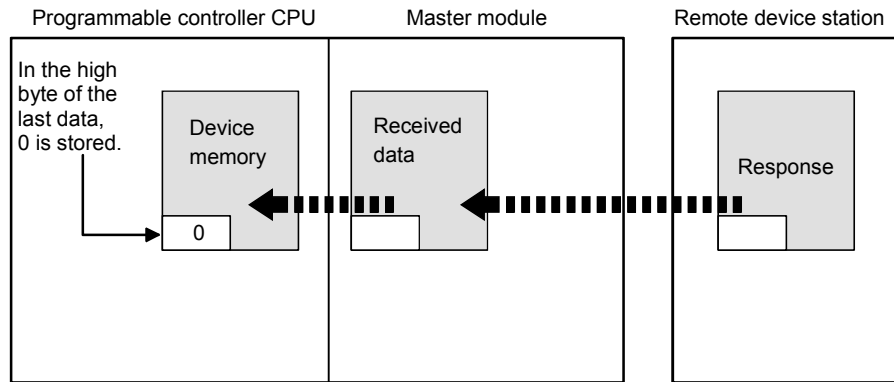 Programmable controller CPU
Master module
Remote device station
In the high
byte of the
last data,
0 is stored.
Device
memory
0
Received
data
Response